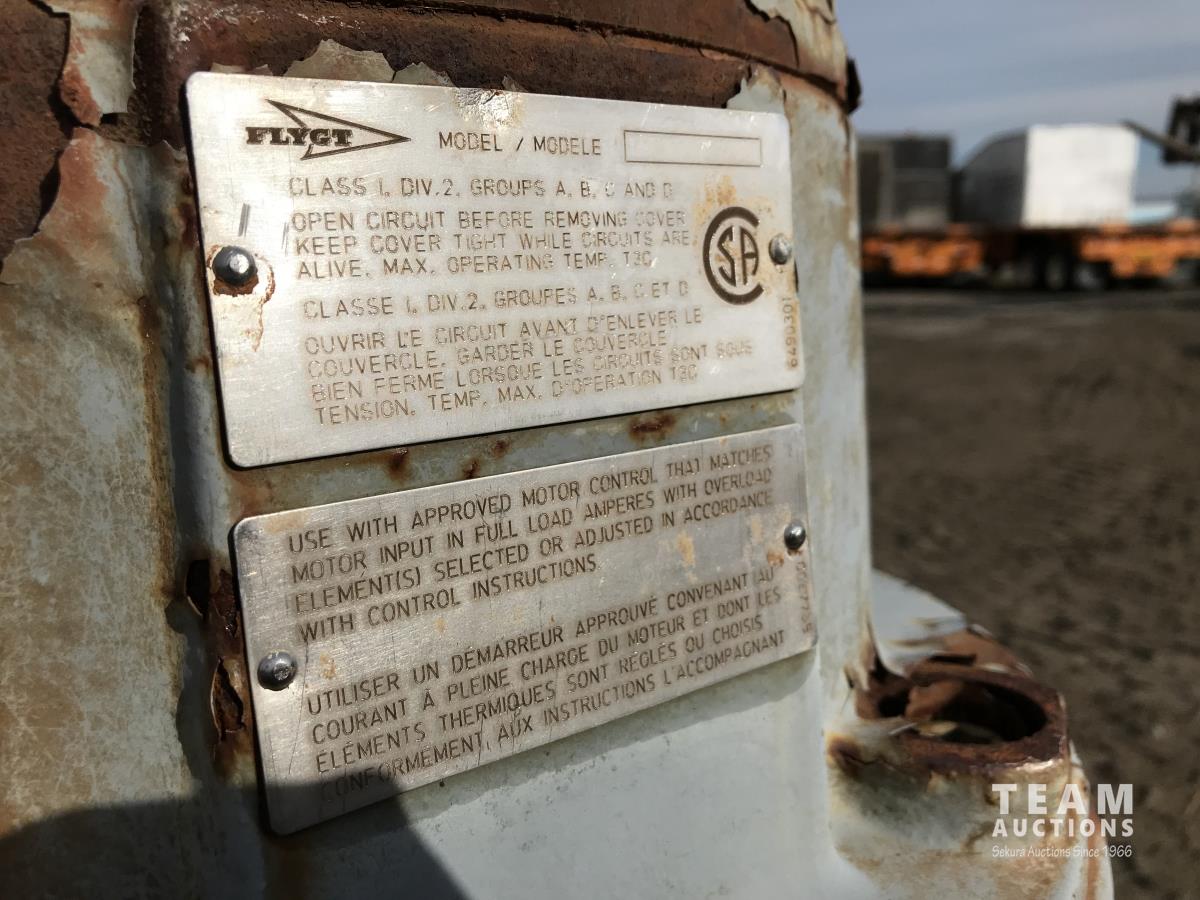 FLYGT MODEL / MODELE
CLASS I, DIV.2, GROUPS A, B, C AND D
OPEN CIRCUIT BEFORE REMOVING COVER
KEEP COVER TIGHT WHILE CIRCUITS ARE
ALIVE. MAX. OPERATING TEMP. T3C
CSA
CLASSE I, DIV.2, GROUPES A, B, C ET D
OUVRIR L'E CIRCUIT AVANT D'ENLEVER LE
COUVERCLE, GARDER LE COUVERCLE
BIEN FERME LORSQUE LES CIRCUITS SONT SOUS
TENSION. TEMP. MAX. D'OPERATION T3C
6490301
USE WITH APPROVED MOTOR CONTROL THAT MATCHES
MOTOR INPUT IN FULL LOAD AMPERES WITH OVERLOAD
ELEMENT(S) SELECTED OR ADJUSTED IN ACCORDANCE
WITH CONTROL INSTRUCTIONS.
UTILISER UN DÉMARREUR APPROUVÉ CONVENANT AU
COURANT À PLEINE CHARGE DU MOTEUR ET DONT LES
ÉLÉMENTS THERMIQUES SONT RÉGLÉS OU CHOISIS
CONFORMEMENT AUX INSTRUCTIONS L'ACCOMPAGNANT
TEAM
AUCTIONS
Sekura Auctions Since 1966